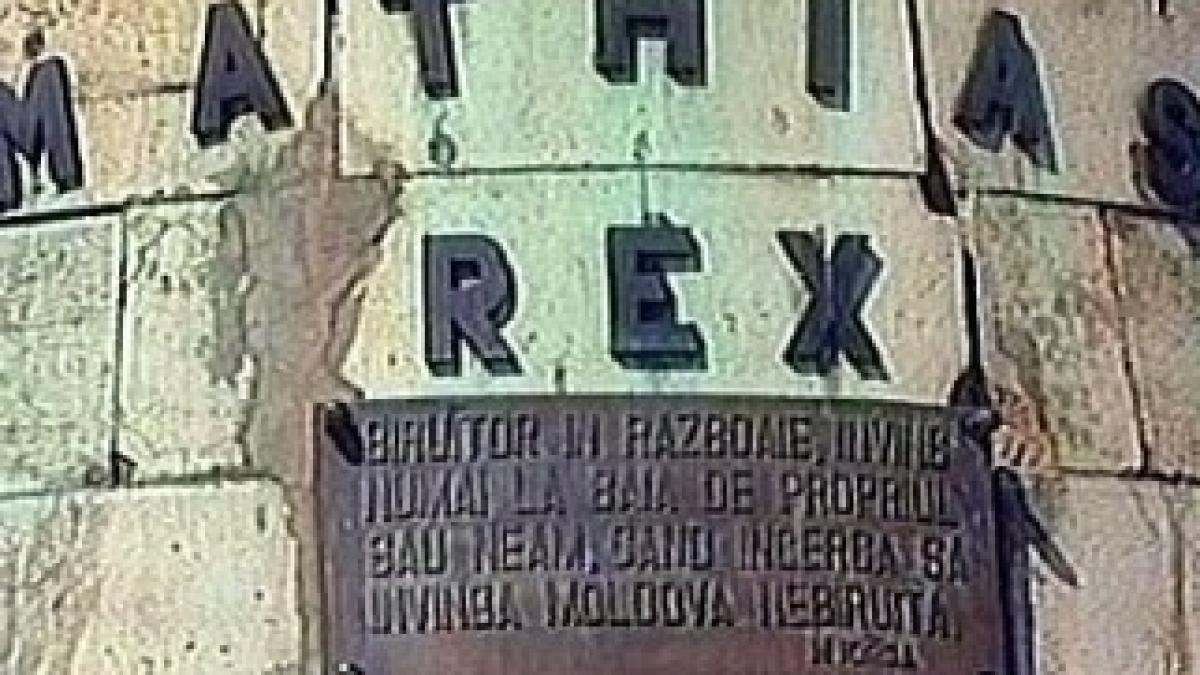 MATHIAS
REX
BIRUITOR IN RAZBOAIE, INVINS
NUMAI LA BAIA DE PROPRIUL
SAU NEAM, CAND INCERCA SA
INVINGA MOLDOVA NEBIRUITA.
N IORGA